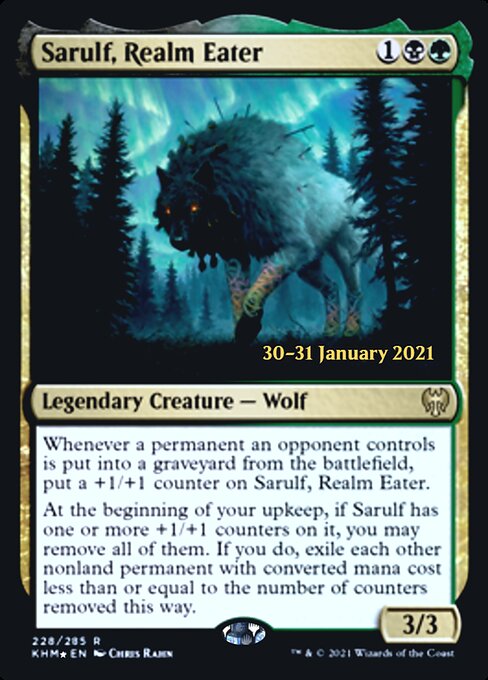 Sarulf, Realm Eater 1
30–31 January 2021
Legendary Creature — Wolf
Whenever a permanent an opponent controls
is put into a graveyard from the battlefield,
put a +1/+1 counter on Sarulf, Realm Eater.
At the beginning of your upkeep, if Sarulf has
one or more +1/+1 counters on it, you may
remove all of them. If you do, exile each other
nonland permanent with converted mana cost
less than or equal to the number of counters
removed this way.
3/3
228/285 R
KHM★EN Chris Rahn
™ & © 2021 Wizards of the Coast